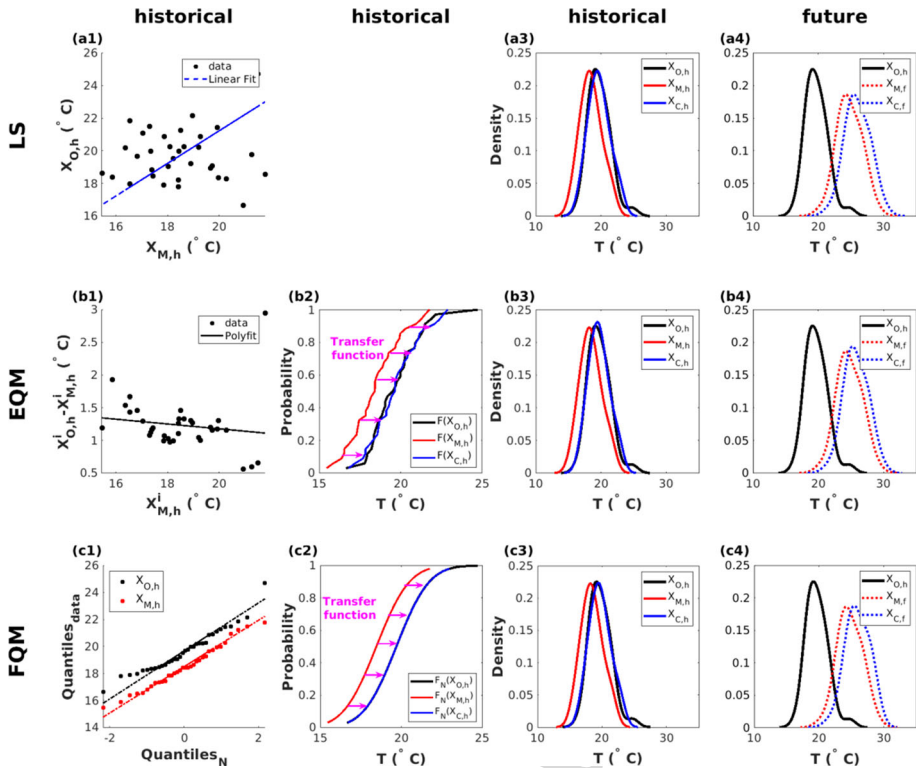 historical historical historical future
LS
(a1)
26
24
22
20
18
16
16 18 20
X_O,h (° C)
X_M,h (° C)
data
Linear Fit
(a3)
0.25
0.2
0.15
0.1
0.05
0
10 20 30
Density
T (° C)
X_O,h
X_M,h
X_C,h
(a4)
0.25
0.2
0.15
0.1
0.05
0
10 20 30
T (° C)
X_O,h
X_M,f
X_C,f
EQM
(b1)
3
2.5
2
1.5
1
0.5
16 18 20
X^i_O,h-X^i_M,h (° C)
X^i_M,h (° C)
data
Polyfit
(b2)
1
0.8
0.6
0.4
0.2
0
15 20 25
Probability
T (° C)
Transfer
function
F(X_O,h)
F(X_M,h)
F(X_C,h)
(b3)
0.25
0.2
0.15
0.1
0.05
0
10 20 30
Density
T (° C)
X_O,h
X_M,h
X_C,h
(b4)
0.25
0.2
0.15
0.1
0.05
0
10 20 30
T (° C)
X_O,h
X_M,f
X_C,f
FQM
(c1)
26
24
22
20
18
16
14
-2 0 2
Quantiles_data
Quantiles_N
X_O,h
X_M,h
(c2)
1
0.8
0.6
0.4
0.2
0
15 20 25
Probability
T (° C)
Transfer
function
F_N(X_O,h)
F_N(X_M,h)
F_N(X_C,h)
(c3)
0.25
0.2
0.15
0.1
0.05
0
10 20 30
Density
T (° C)
X_O,h
X_M,h
X_C,h
(c4)
0.25
0.2
0.15
0.1
0.05
0
10 20 30
T (° C)
X_O,h
X_M,f
X_C,f